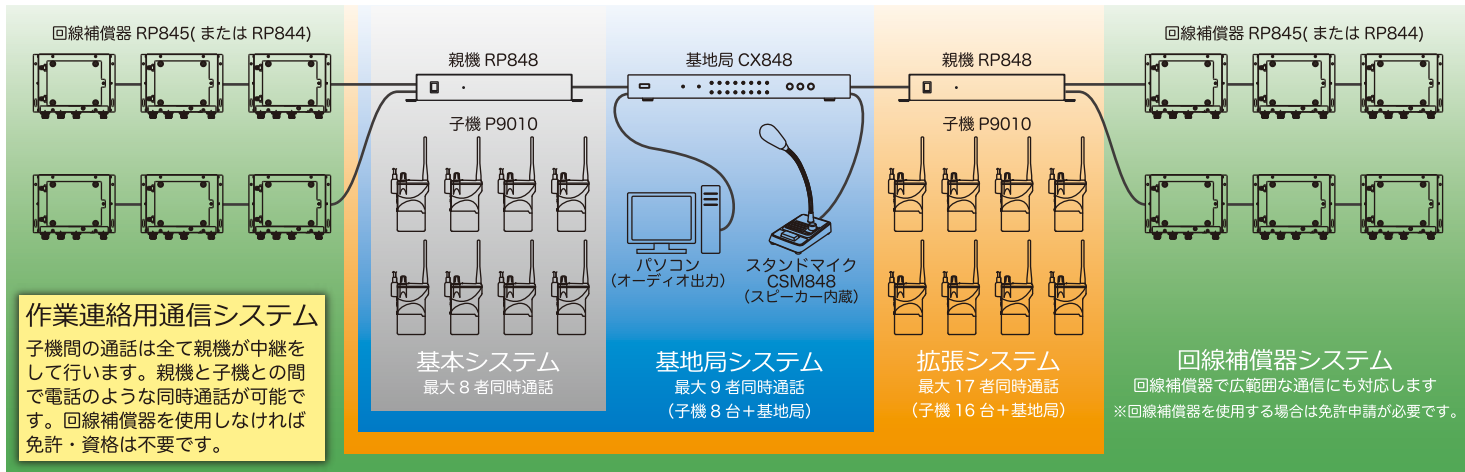 回線補償器 RP845( または RP844)
親機 RP848
基地局 CX848
親機 RP848
回線補償器 RP845( または RP844)
子機 P9010
子機 P9010
パソコン
(オーディオ出力)
スタンドマイク
CSM848
(スピーカー内蔵)
作業連絡用通信システム
子機間の通話は全て親機が中継を
して行います。親機と子機との間
で電話のような同時通話が可能で
す。回線補償器を使用しなければ
免許・資格は不要です。
基本システム
最大 8 者同時通話
基地局システム
最大 9 者同時通話
(子機 8 台+基地局)
拡張システム
最大 17 者同時通話
(子機 16 台+基地局)
回線補償器システム
回線補償器で広範囲な通信にも対応します
※回線補償器を使用する場合は免許申請が必要です。